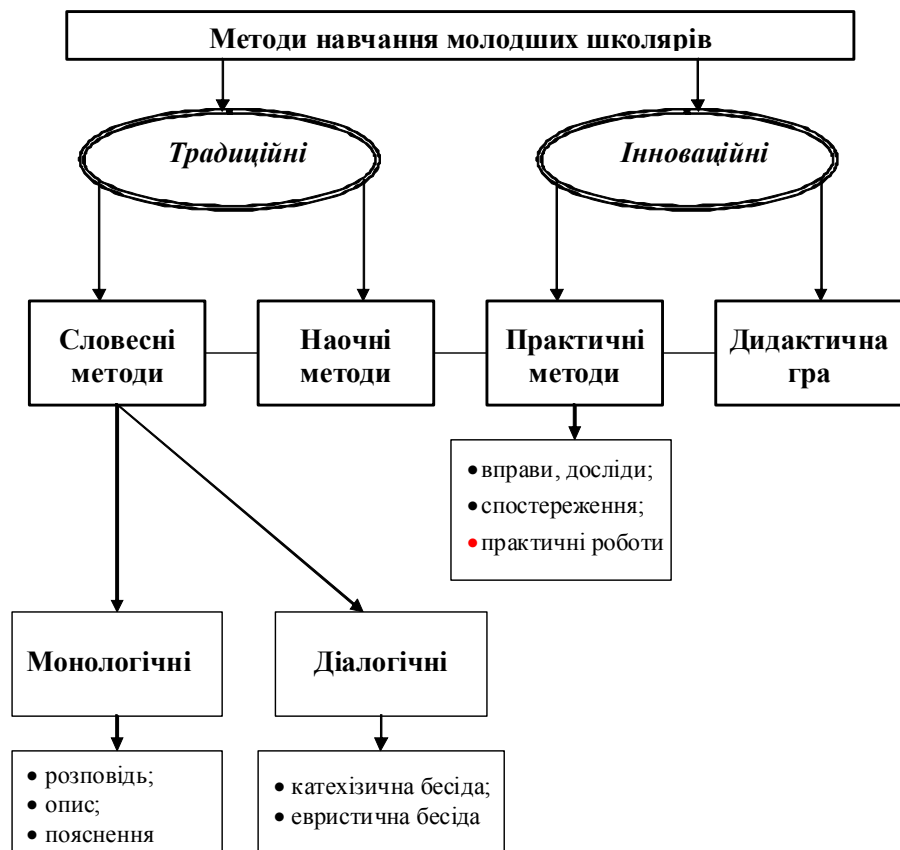 Методи навчання молодших школярів
Традиційні
Інноваційні
Словесні
методи
Наочні
методи
Практичні
методи
Дидактична
гра
• вправи, досліди;
• спостереження;
• практичні роботи
Монологічні
Діалогічні
• розповідь;
• опис;
• пояснення
• катехізична бесіда;
• евристична бесіда